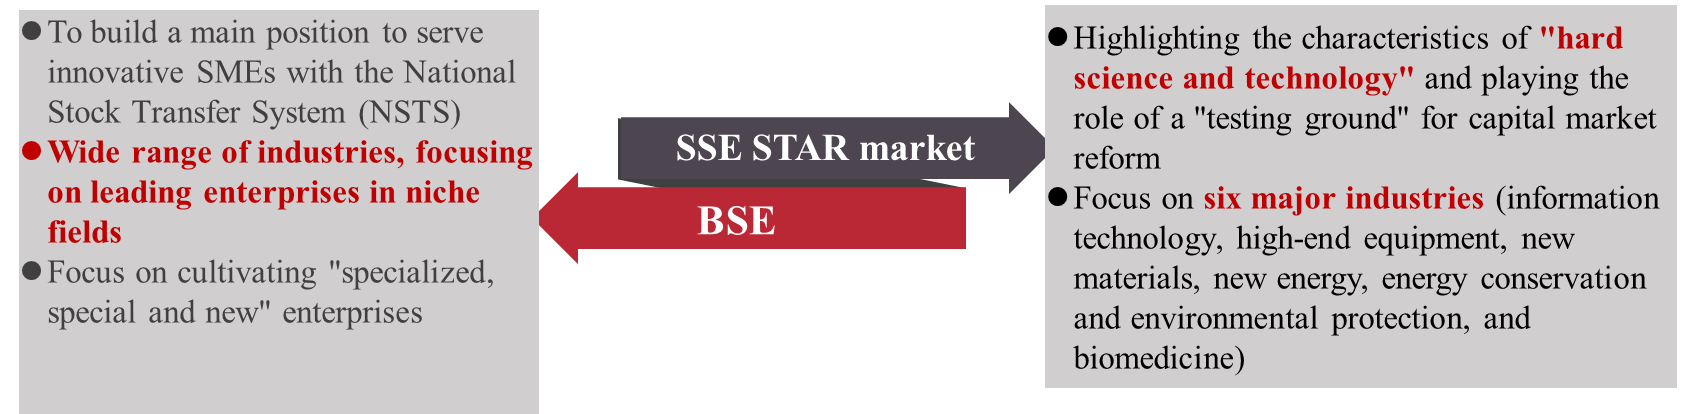 ●To build a main position to serve
innovative SMEs with the National
Stock Transfer System (NSTS)
●Wide range of industries, focusing
on leading enterprises in niche
fields
●Focus on cultivating "specialized,
special and new" enterprises
SSE STAR market
BSE
●Highlighting the characteristics of "hard
science and technology" and playing the
role of a "testing ground" for capital market
reform
●Focus on six major industries (information
technology, high-end equipment, new
materials, new energy, energy conservation
and environmental protection, and
biomedicine)